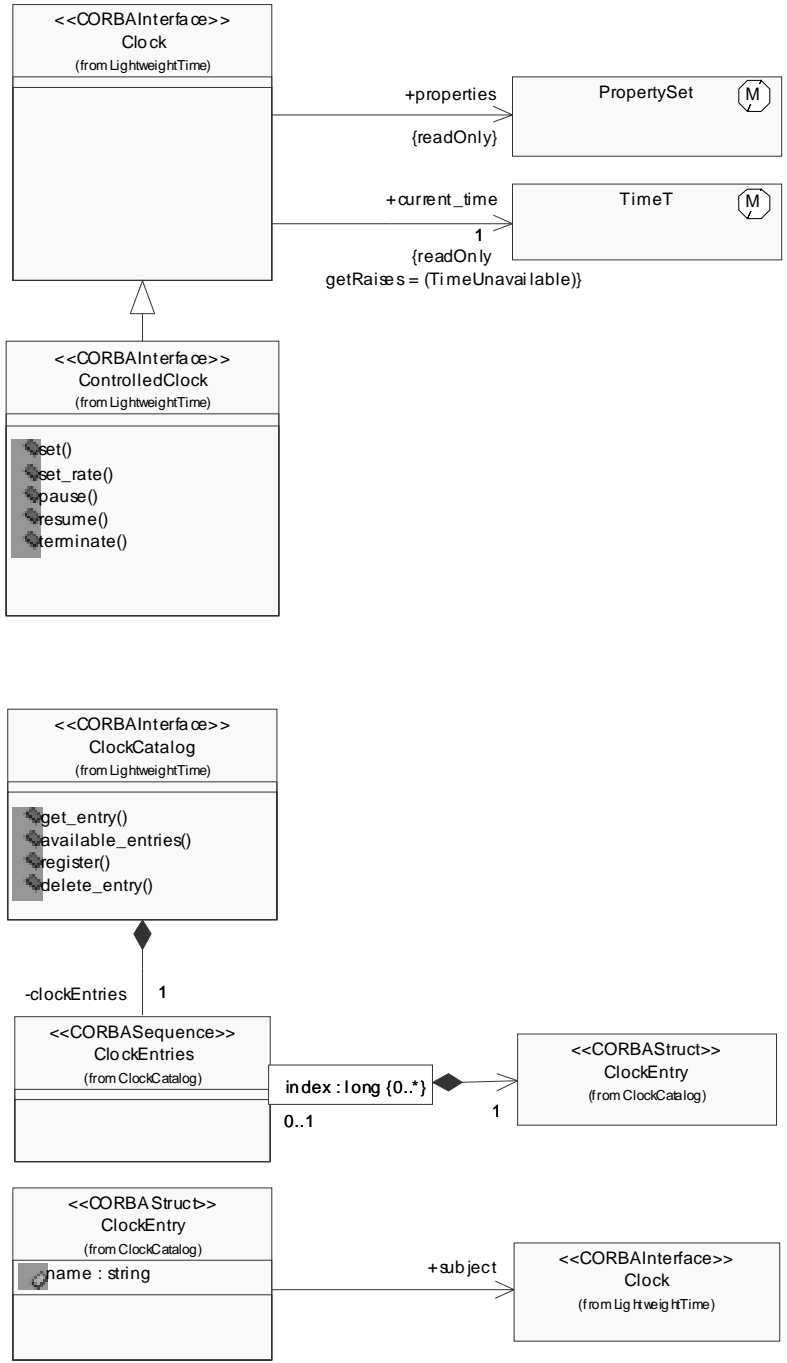 <<CORBAInterface>>
Clock
(from LightweightTime)
+properties
{readOnly}
PropertySet
M
+current_time
1
{readOnly
getRaises = (TimeUnavailable)}
TimeT
M
<<CORBAInterface>>
ControlledClock
(from LightweightTime)
set()
set_rate()
pause()
resume()
terminate()
<<CORBAInterface>>
ClockCatalog
(from LightweightTime)
get_entry()
available_entries()
register()
delete_entry()
-clockEntries
1
<<CORBASequence>>
ClockEntries
(from ClockCatalog)
index : long {0..*}
0..1
1
<<CORBAStruct>>
ClockEntry
(from ClockCatalog)
<<CORBAStruct>>
ClockEntry
(from ClockCatalog)
name : string
+subject
<<CORBAInterface>>
Clock
(from LightweightTime)